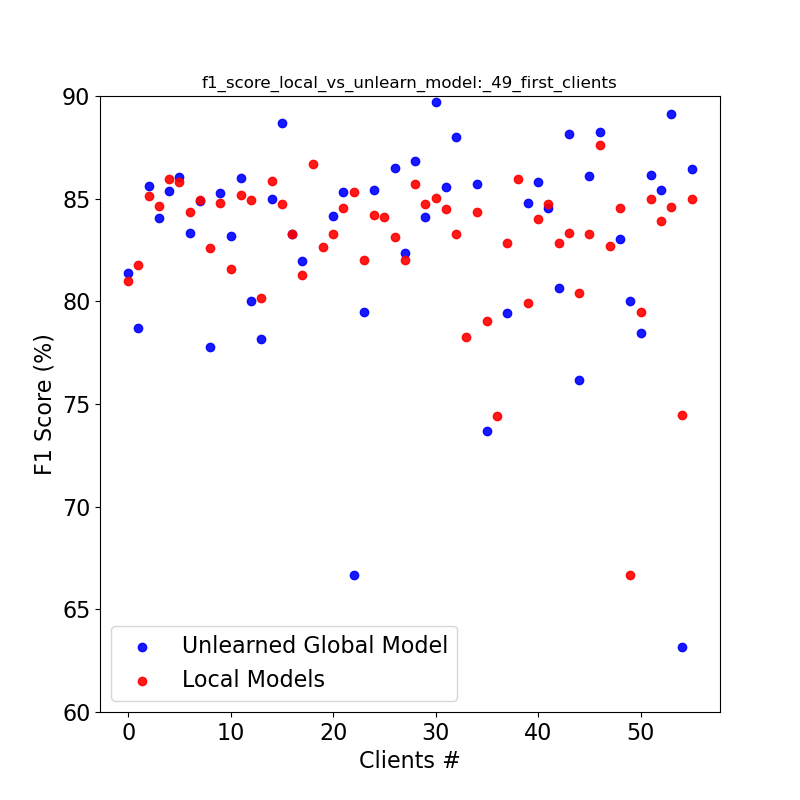 f1_score_local_vs_unlearn_model:_49_first_clients
90
85
80
75
70
65
60
F1 Score (%)
Unlearned Global Model
Local Models
0 10 20 30 40 50
Clients #